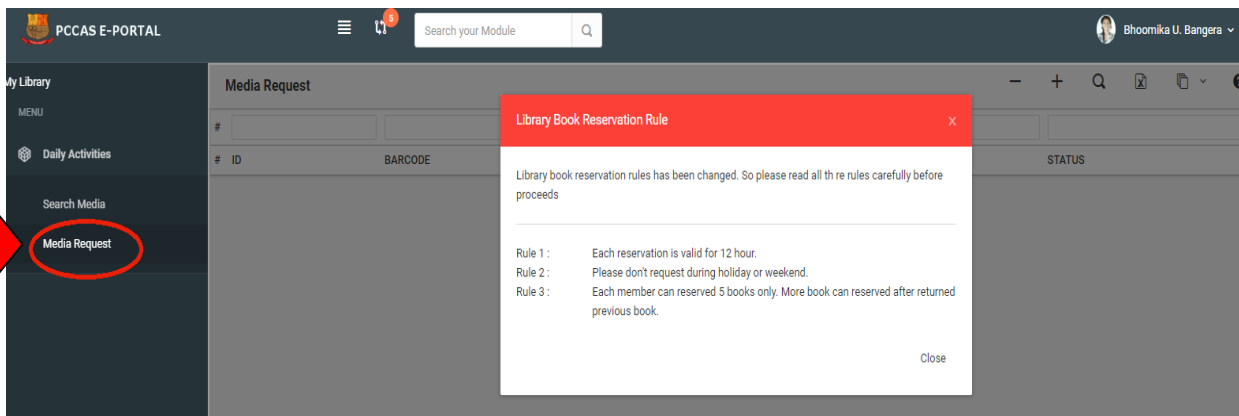 PCCAS E-PORTAL
5
Search your Module
Bhoomika U. Bangera
My Library
MENU
Daily Activities
Search Media
Media Request
Media Request
#
# ID BARCODE STATUS
Library Book Reservation Rule x
Library book reservation rules has been changed. So please read all th re rules carefully before
proceeds
Rule 1 : Each reservation is valid for 12 hour.
Rule 2 : Please don't request during holiday or weekend.
Rule 3 : Each member can reserved 5 books only. More book can reserved after returned
previous book.
Close